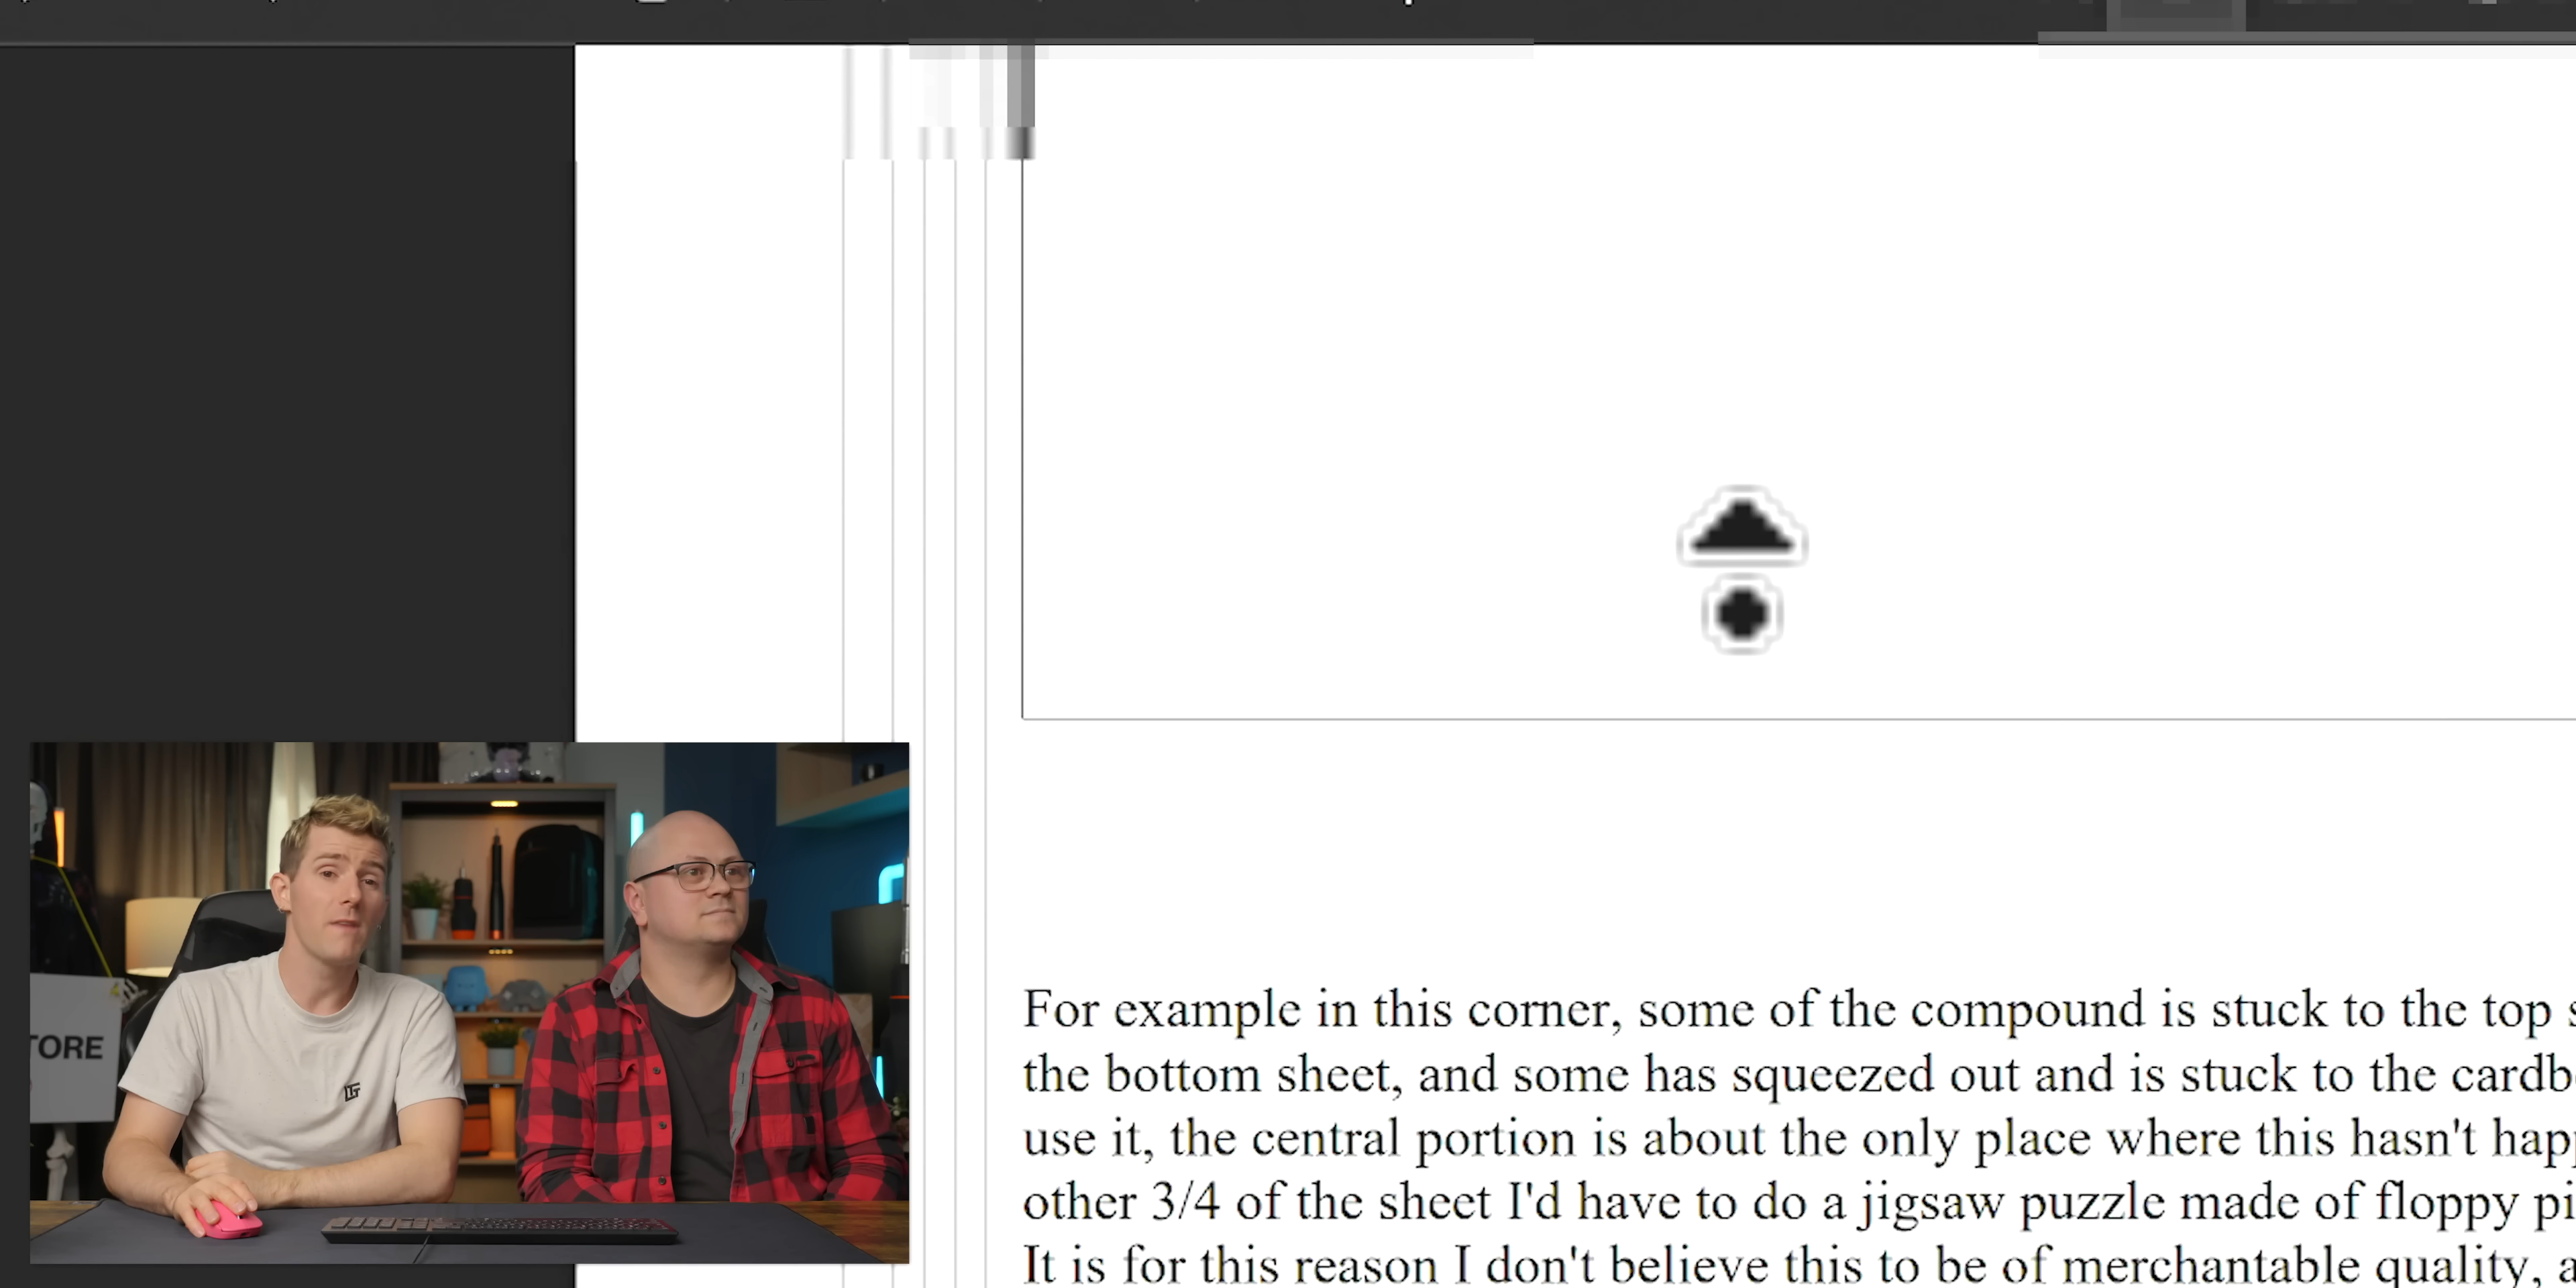 For example in this corner, some of the compound is stuck to the top
the bottom sheet, and some has squeezed out and is stuck to the
use it, the central portion is about the only place where this hasn't
other 3/4 of the sheet I'd have to do a jigsaw puzzle made of floppy
It is for this reason I don't believe this to be of merchantable quality,
TORE